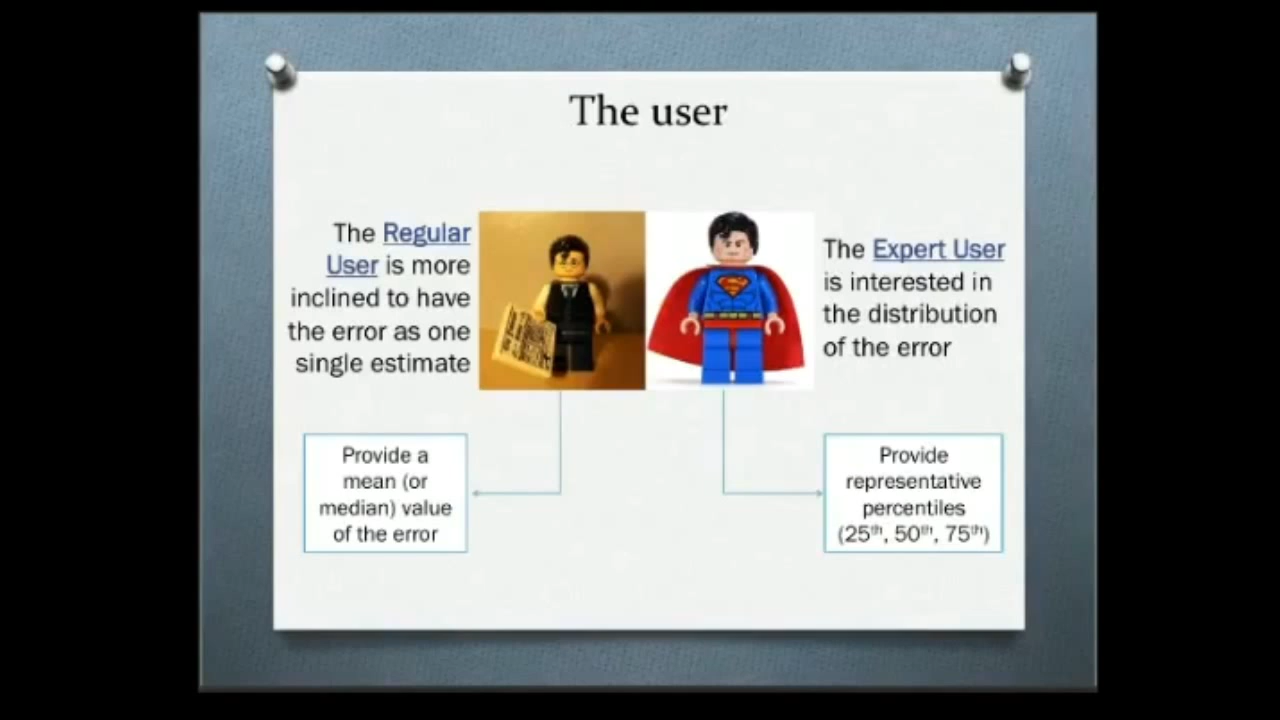 The user
The Regular
User is more
inclined to have
the error as one
single estimate
The Expert User
is interested in
the distribution
of the error
Provide a
mean (or
median) value
of the error
Provide
representative
percentiles
(25th, 50th, 75th)